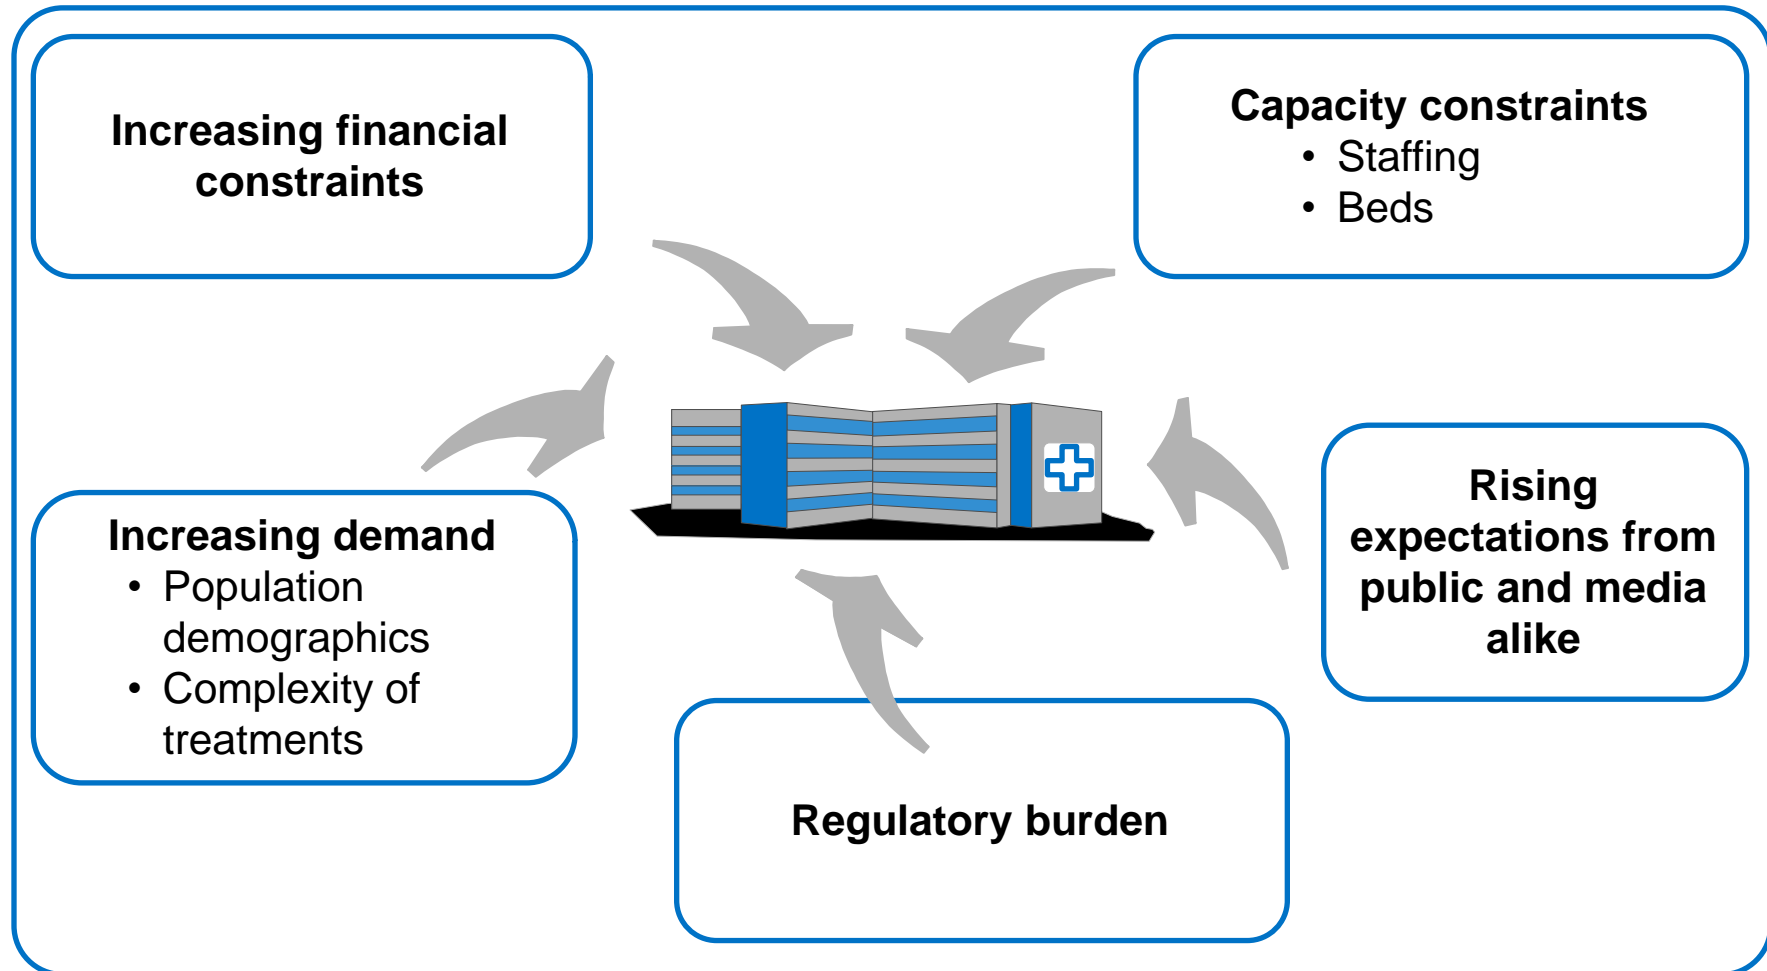 Increasing financial
constraints
Capacity constraints
• Staffing
• Beds
Increasing demand
• Population
demographics
• Complexity of
treatments
Rising
expectations from
public and media
alike
Regulatory burden